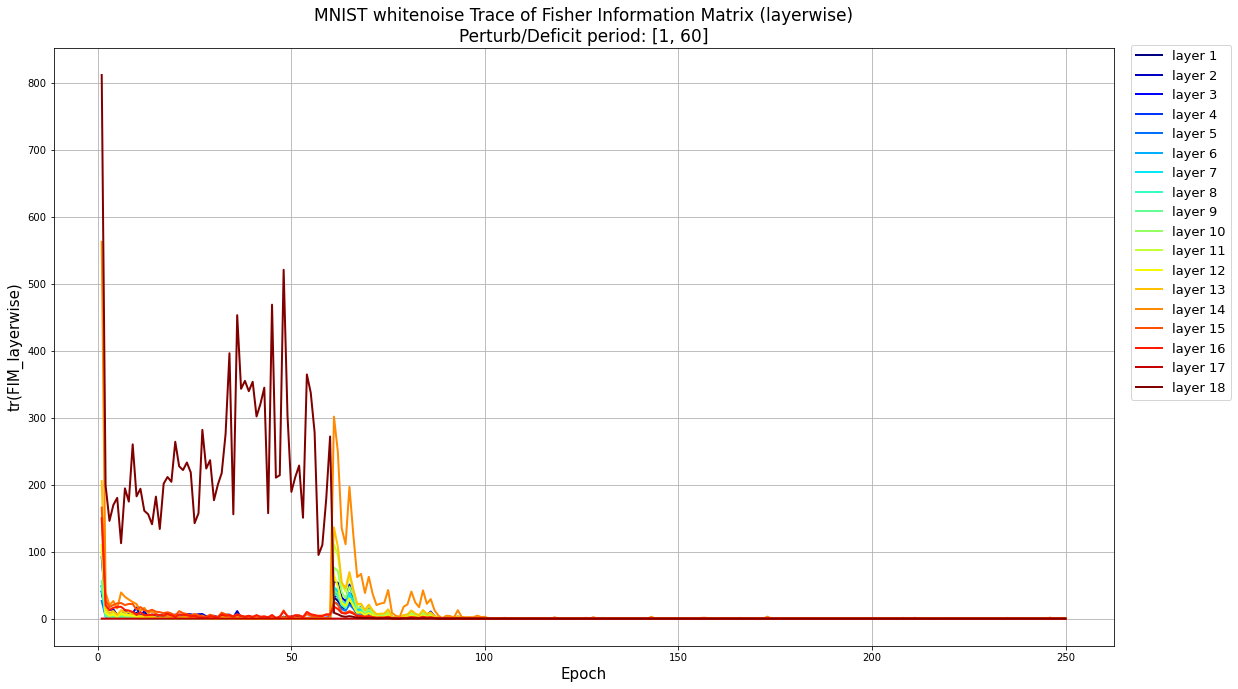 MNIST whitenoise Trace of Fisher Information Matrix (layerwise)
Perturb/Deficit period: [1, 60]
layer 1
layer 2
layer 3
layer 4
layer 5
layer 6
layer 7
layer 8
layer 9
layer 10
layer 11
layer 12
layer 13
layer 14
layer 15
layer 16
layer 17
layer 18
tr(FIM_layerwise)
800
700
600
500
400
300
200
100
0
0
50
100
150
200
250
Epoch